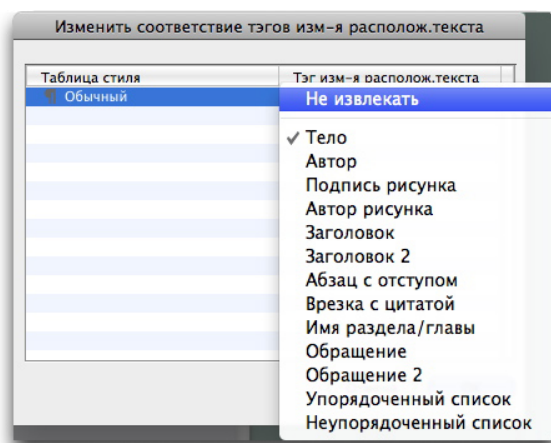 Изменить соответствие тэгов изм-я располож.текста
Таблица стиля Тэг изм-я располож.текста
Обычный
Не извлекать
Тело
Автор
Подпись рисунка
Автор рисунка
Заголовок
Заголовок 2
Абзац с отступом
Врезка с цитатой
Имя раздела/главы
Обращение
Обращение 2
Упорядоченный список
Неупорядоченный список